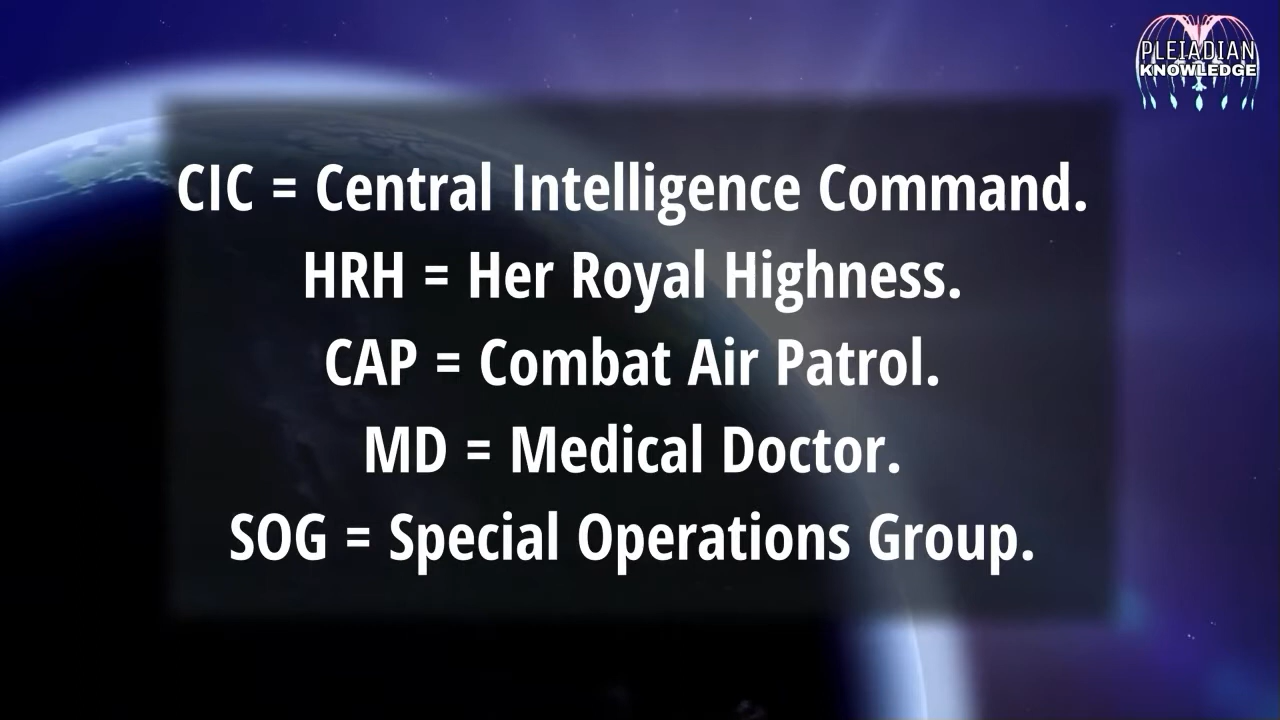 PLEIADIAN
KNOWLEDGE
CIC = Central Intelligence Command.
HRH = Her Royal Highness.
CAP = Combat Air Patrol.
MD = Medical Doctor.
SOG = Special Operations Group.